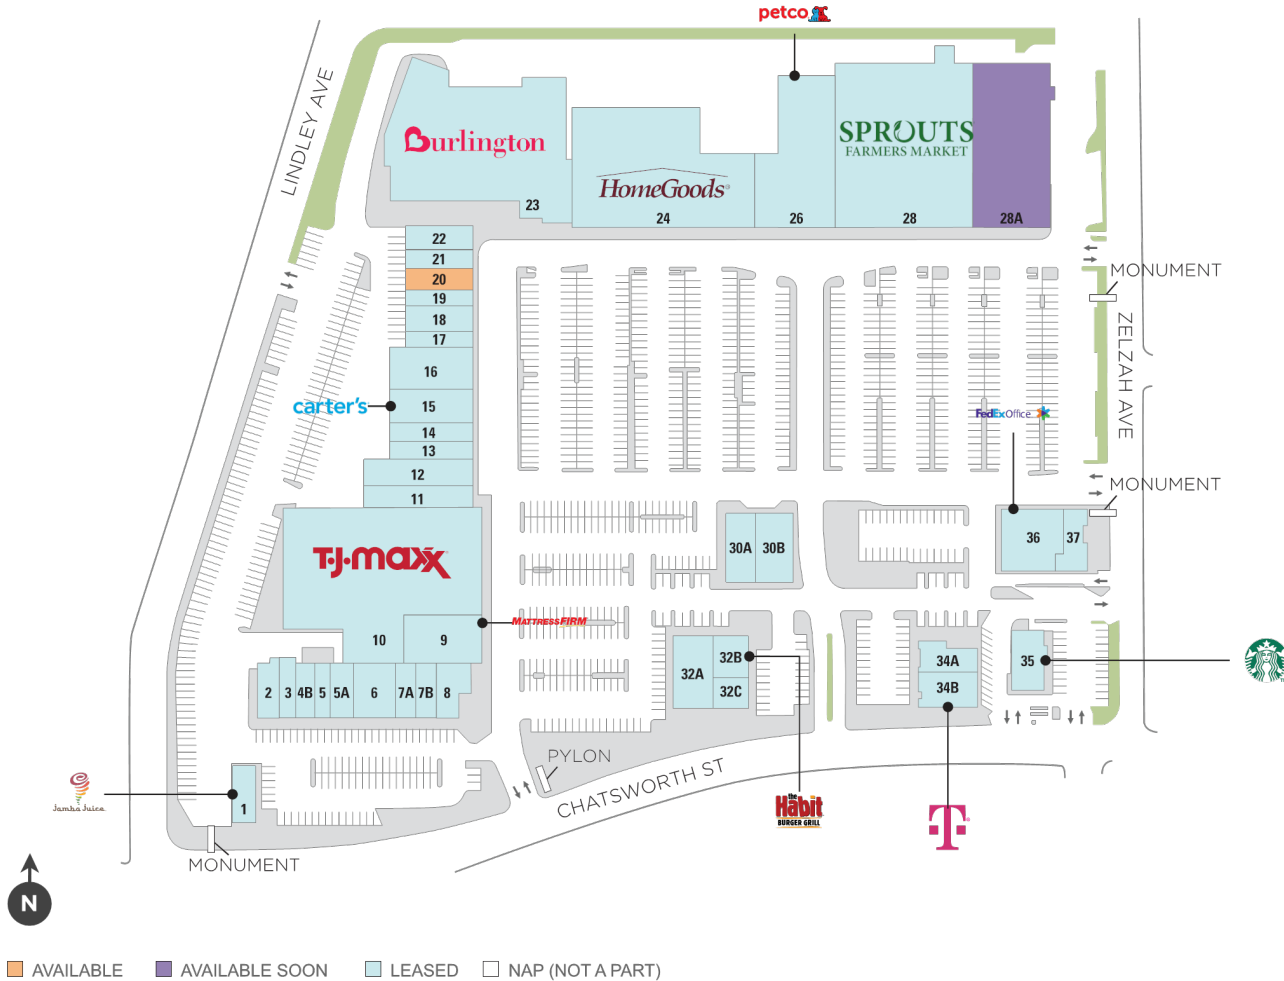 petco
LINDLEY AVE
Burlington
SPROUTS
FARMERS MARKET
HomeGoods
23
24
26
28
28A
22
21
20
19
18
17
16
carter's
15
14
13
12
11
MONUMENT
ZELZAH AVE
FedEx Office
MONUMENT
T·J·maxx
30A
30B
36
37
10
9
MATTRESS FIRM
2
3
4B
5
5A
6
7A
7B
8
32A
32B
32C
34A
34B
35
PYLON
CHATSWORTH ST
Jamba Juice
1
MONUMENT
the
Habit
BURGER GRILL
T
N
AVAILABLE
AVAILABLE SOON
LEASED
NAP (NOT A PART)